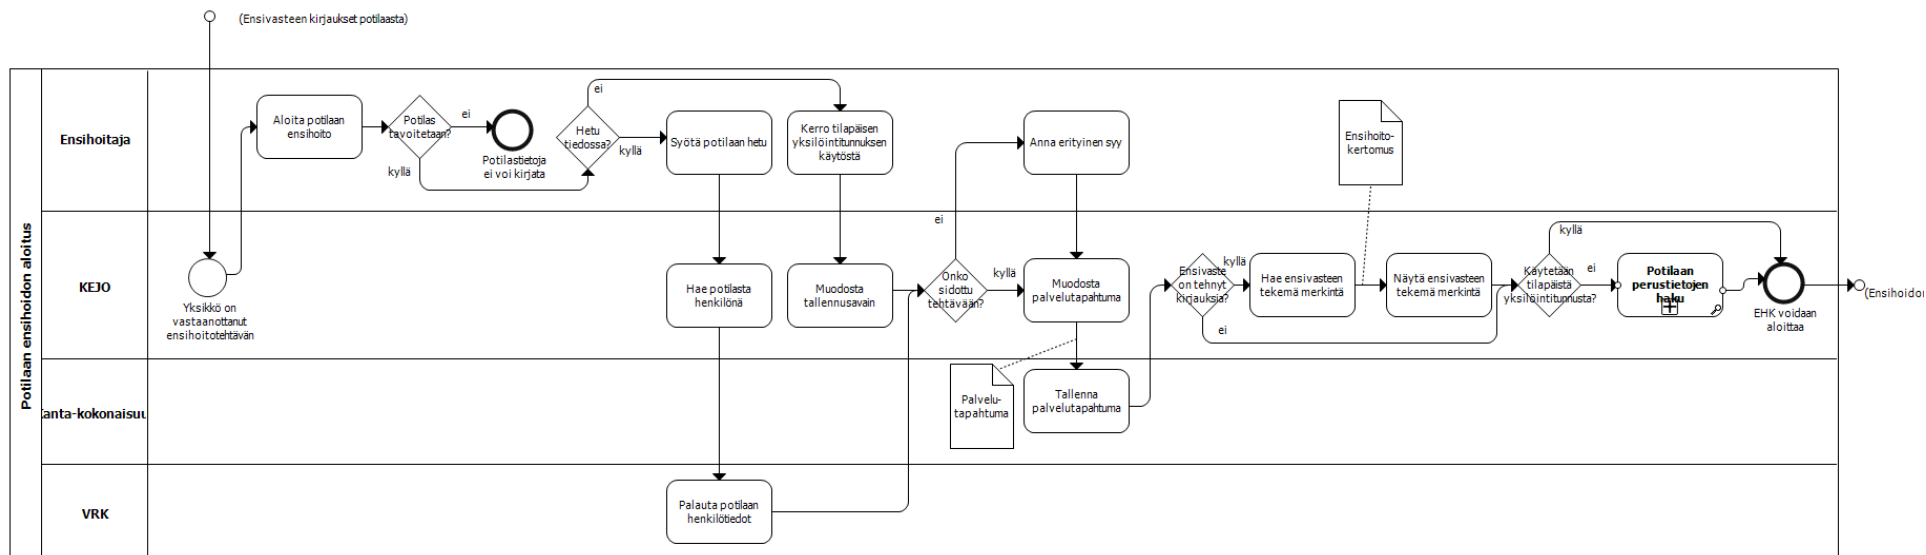 (Ensivasteen kirjaukset potilaasta)
Potilaan ensihoidon aloitus
Ensihoitaja
Aloita potilaan
ensihoito
Potilas
tavoitetaan?
ei
kyllä
Potilastietoja
ei voi kirjata
Hetu
tiedossa?
ei
kyllä
Syötä potilaan hetu
Kerro tilapäisen
yksilöintitunnuksen
käytöstä
Anna erityinen syy
Ensihoito-
kertomus
KEJO
Yksikkö on
vastaanottanut
ensihoitotehtävän
Hae potilasta
henkilönä
Muodosta
tallennusavain
ei
Onko
sidottu
tehtävään?
kyllä
Muodosta
palvelutapahtuma
Ensivaste
on tehnyt
kirjauksia?
kyllä
ei
Hae ensivasteen
tekemä merkintä
Näytä ensivasteen
tekemä merkintä
Käytetään
tilapäistä
yksilöintitunnusta?
kyllä
ei
Potilaan
perustietojen
haku
EHK voidaan
aloittaa
(Ensihoidon
anta-kokonaisuu
Palvelu-
tapahtuma
Tallenna
palvelutapahtuma
VRK
Palauta potilaan
henkilötiedot